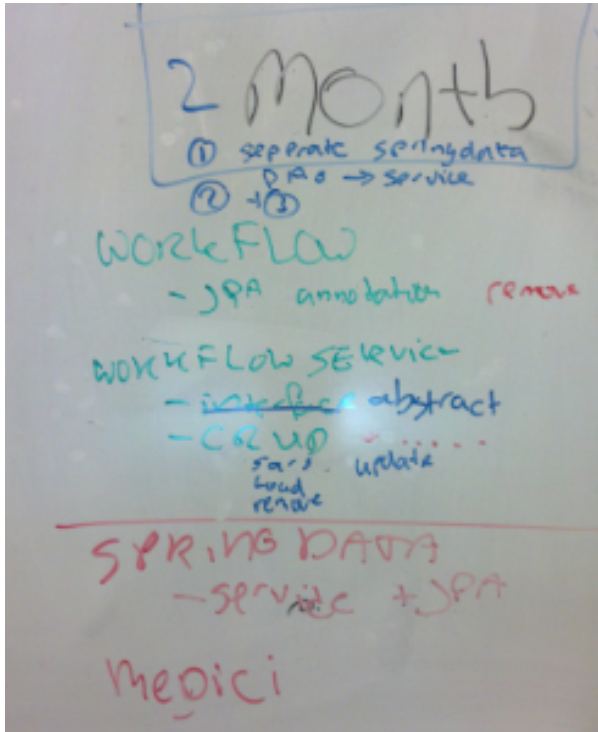 2 Month
① seperate springdata
DAO → service
② + ③
WORKFLOW
- JPA annotation remove
WORKFLOW SERVICE
- interface abstract
- CRUD
update
load
remove
SPRING DATA
- service + JPA
Medici